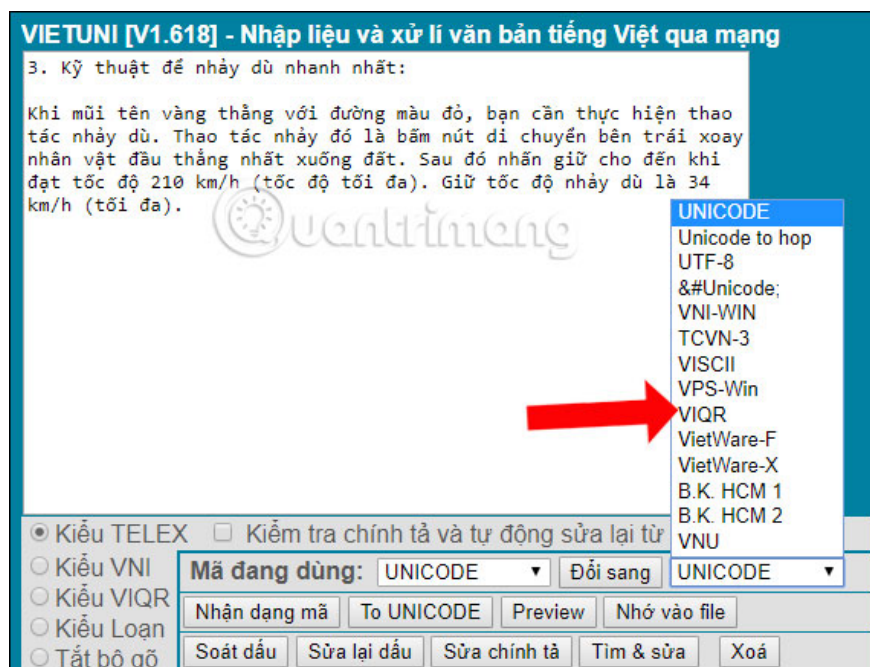 VIETUNI [V1.618] - Nhập liệu và xử lí văn bản tiếng Việt qua mạng
3. Kỹ thuật để nhảy dù nhanh nhất:
Khi mũi tên vàng thẳng với đường màu đỏ, bạn cần thực hiện thao
tác nhảy dù. Thao tác nhảy đó là bấm nút di chuyển bên trái xoay
nhân vật đầu thẳng nhất xuống đất. Sau đó nhấn giữ cho đến khi
đạt tốc độ 210 km/h (tốc độ tối đa). Giữ tốc độ nhảy dù là 34
km/h (tối đa).
Quantrimang
UNICODE
Unicode to hop
UTF-8
&#Unicode;
VNI-WIN
TCVN-3
VISCII
VPS-Win
VIQR
VietWare-F
VietWare-X
B.K. HCM 1
B.K. HCM 2
VNU
Kiểu TELEX Kiểm tra chính tả và tự động sửa lại từ
Kiểu VNI
Kiểu VIQR
Kiểu Loạn
Tắt bộ gõ
Mã đang dùng: UNICODE Đổi sang UNICODE
Nhận dạng mã To UNICODE Preview Nhớ vào file
Soát dấu Sửa lại dấu Sửa chính tả Tìm & sửa Xoá